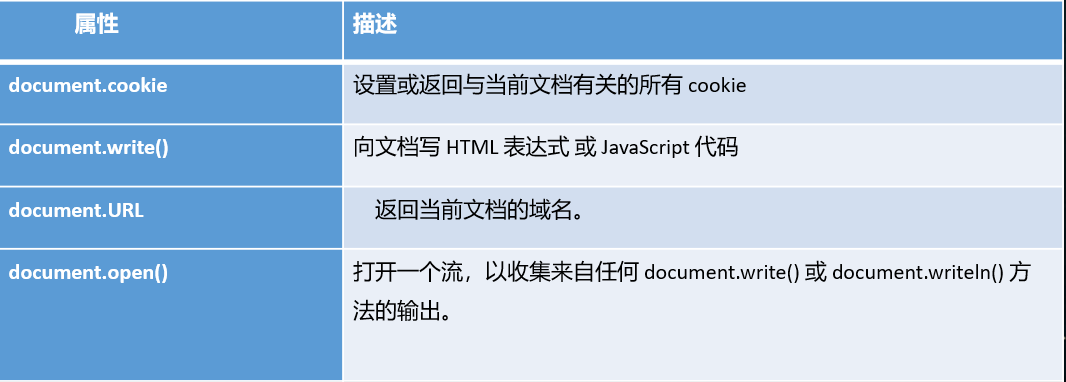 属性 描述
document.cookie 设置或返回与当前文档有关的所有 cookie
document.write() 向文档写 HTML 表达式 或 JavaScript 代码
document.URL 返回当前文档的域名。
document.open() 打开一个流，以收集来自任何 document.write() 或 document.writeln() 方
法的输出。